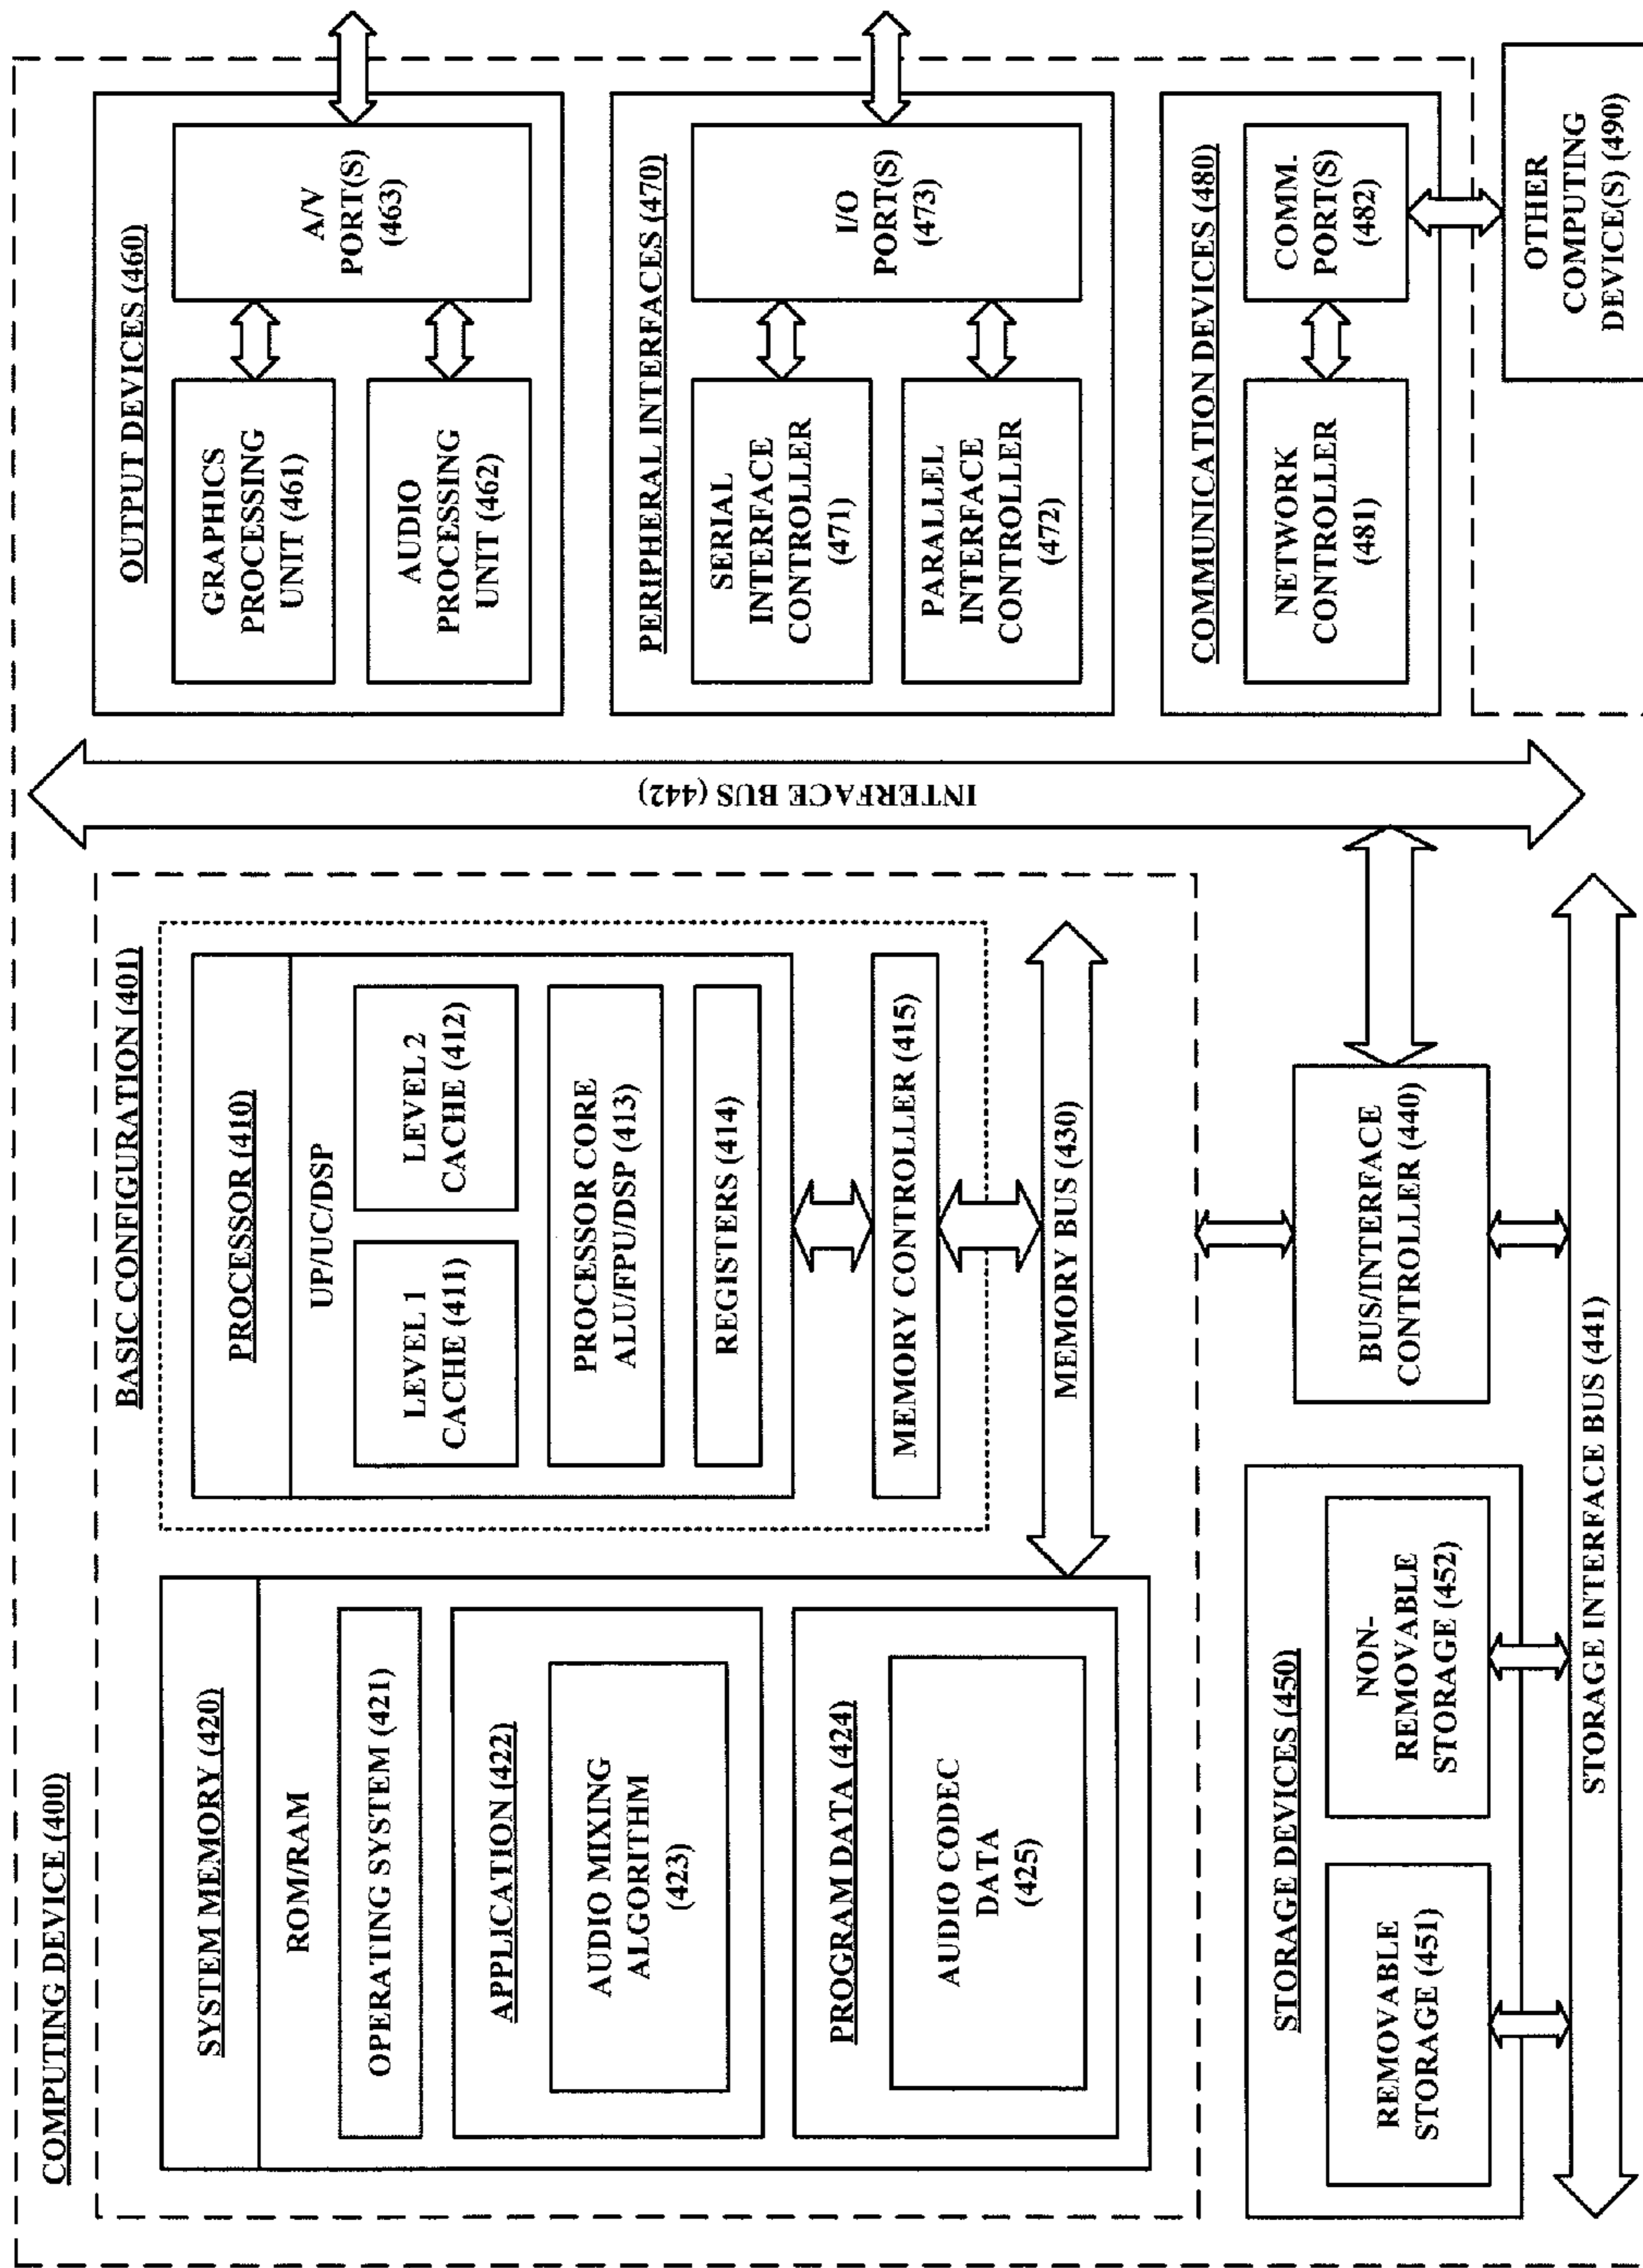 COMPUTING DEVICE (400)
BASIC CONFIGURATION (401)
SYSTEM MEMORY (420)
ROM/RAM
OPERATING SYSTEM (421)
APPLICATION (422)
AUDIO MIXING
ALGORITHM
(423)
PROGRAM DATA (424)
AUDIO CODEC
DATA
(425)
PROCESSOR (410)
UP/UC/DSP
LEVEL 1
CACHE (411)
LEVEL 2
CACHE (412)
PROCESSOR CORE
ALU/FPU/DSP (413)
REGISTERS (414)
MEMORY CONTROLLER (415)
MEMORY BUS (430)
BUS/INTERFACE
CONTROLLER (440)
STORAGE DEVICES (450)
REMOVABLE
STORAGE (451)
NON-
REMOVABLE
STORAGE (452)
STORAGE INTERFACE BUS (441)
INTERFACE BUS (442)
OUTPUT DEVICES (460)
GRAPHICS
PROCESSING
UNIT (461)
AUDIO
PROCESSING
UNIT (462)
A/V
PORT(S)
(463)
PERIPHERAL INTERFACES (470)
SERIAL
INTERFACE
CONTROLLER
(471)
PARALLEL
INTERFACE
CONTROLLER
(472)
I/O
PORT(S)
(473)
COMMUNICATION DEVICES (480)
NETWORK
CONTROLLER
(481)
COMM.
PORT(S)
(482)
OTHER
COMPUTING
DEVICE(S) (490)